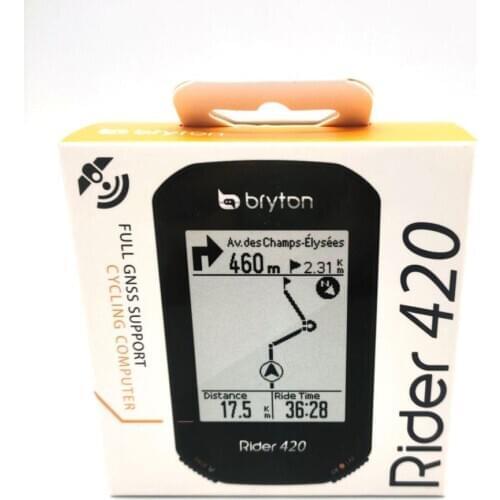 bryton
FULL GNSS SUPPORT
CYCLING COMPUTER
bryton
Av.des Champs-Élysées
460 m 2.31 Km
N
Distance
17.5 Km
Ride Time
36:28
Rider 420
Rider 420